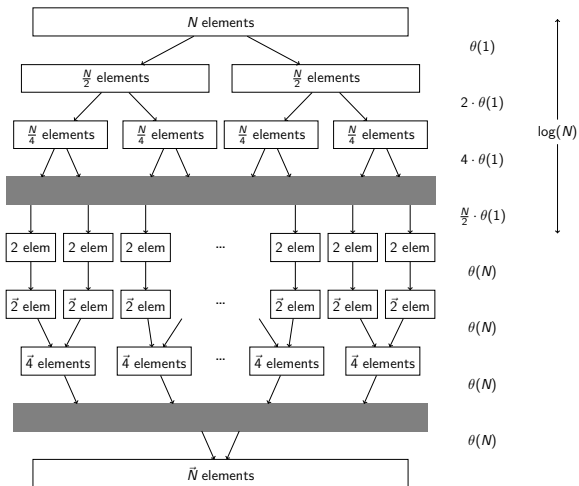 N elements
θ(1)
N/2 elements N/2 elements
2 · θ(1)
N/4 elements N/4 elements N/4 elements N/4 elements
log(N)
4 · θ(1)
N/2 · θ(1)
2 elem 2 elem 2 elem ... 2 elem 2 elem 2 elem
θ(N)
2⃗ elem 2⃗ elem 2⃗ elem ... 2⃗ elem 2⃗ elem 2⃗ elem
θ(N)
4⃗ elements 4⃗ elements ... 4⃗ elements 4⃗ elements
θ(N)
θ(N)
N⃗ elements